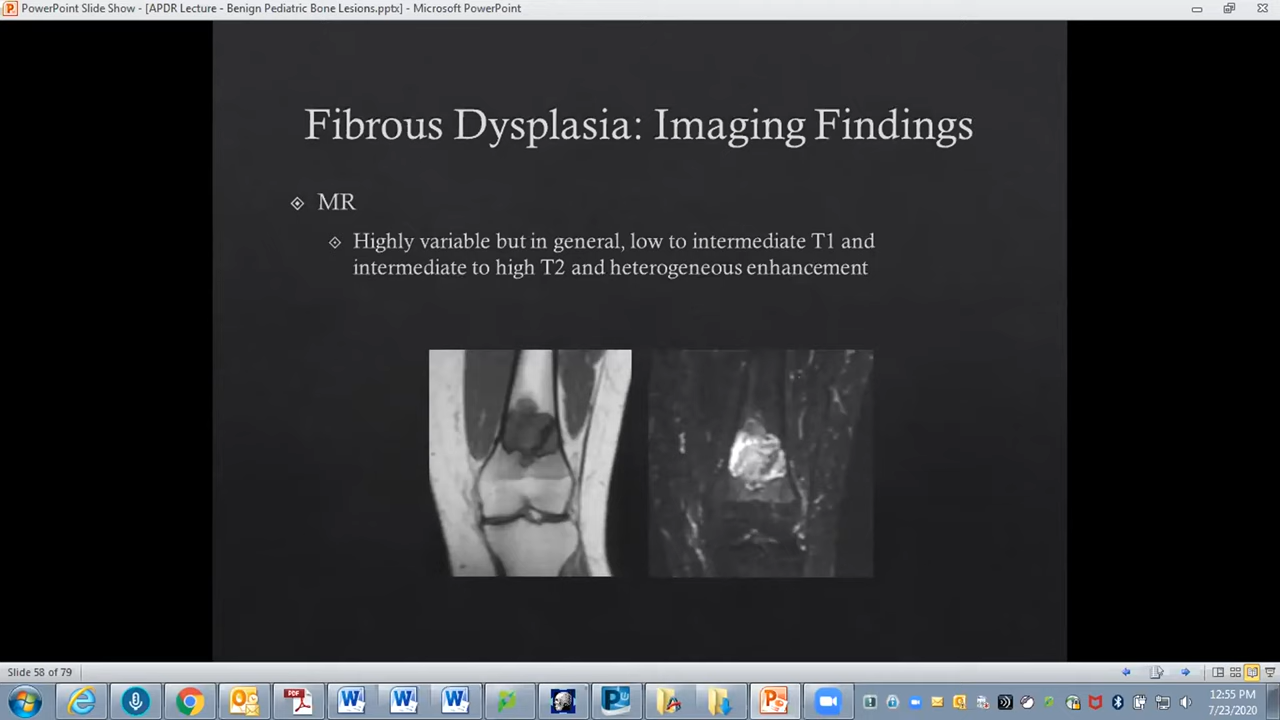 PowerPoint Slide Show - [APDR Lecture - Benign Pediatric Bone Lesions.pptx] - Microsoft PowerPoint
Fibrous Dysplasia: Imaging Findings
MR
Highly variable but in general, low to intermediate T1 and
intermediate to high T2 and heterogeneous enhancement
Slide 58 of 79
PDF
12:55 PM
7/23/2020